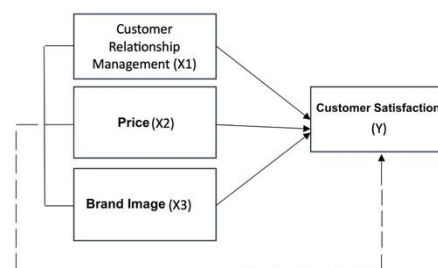 Customer
Relationship
Management (X1)
Price (X2)
Customer Satisfaction
(Y)
Brand Image (X3)